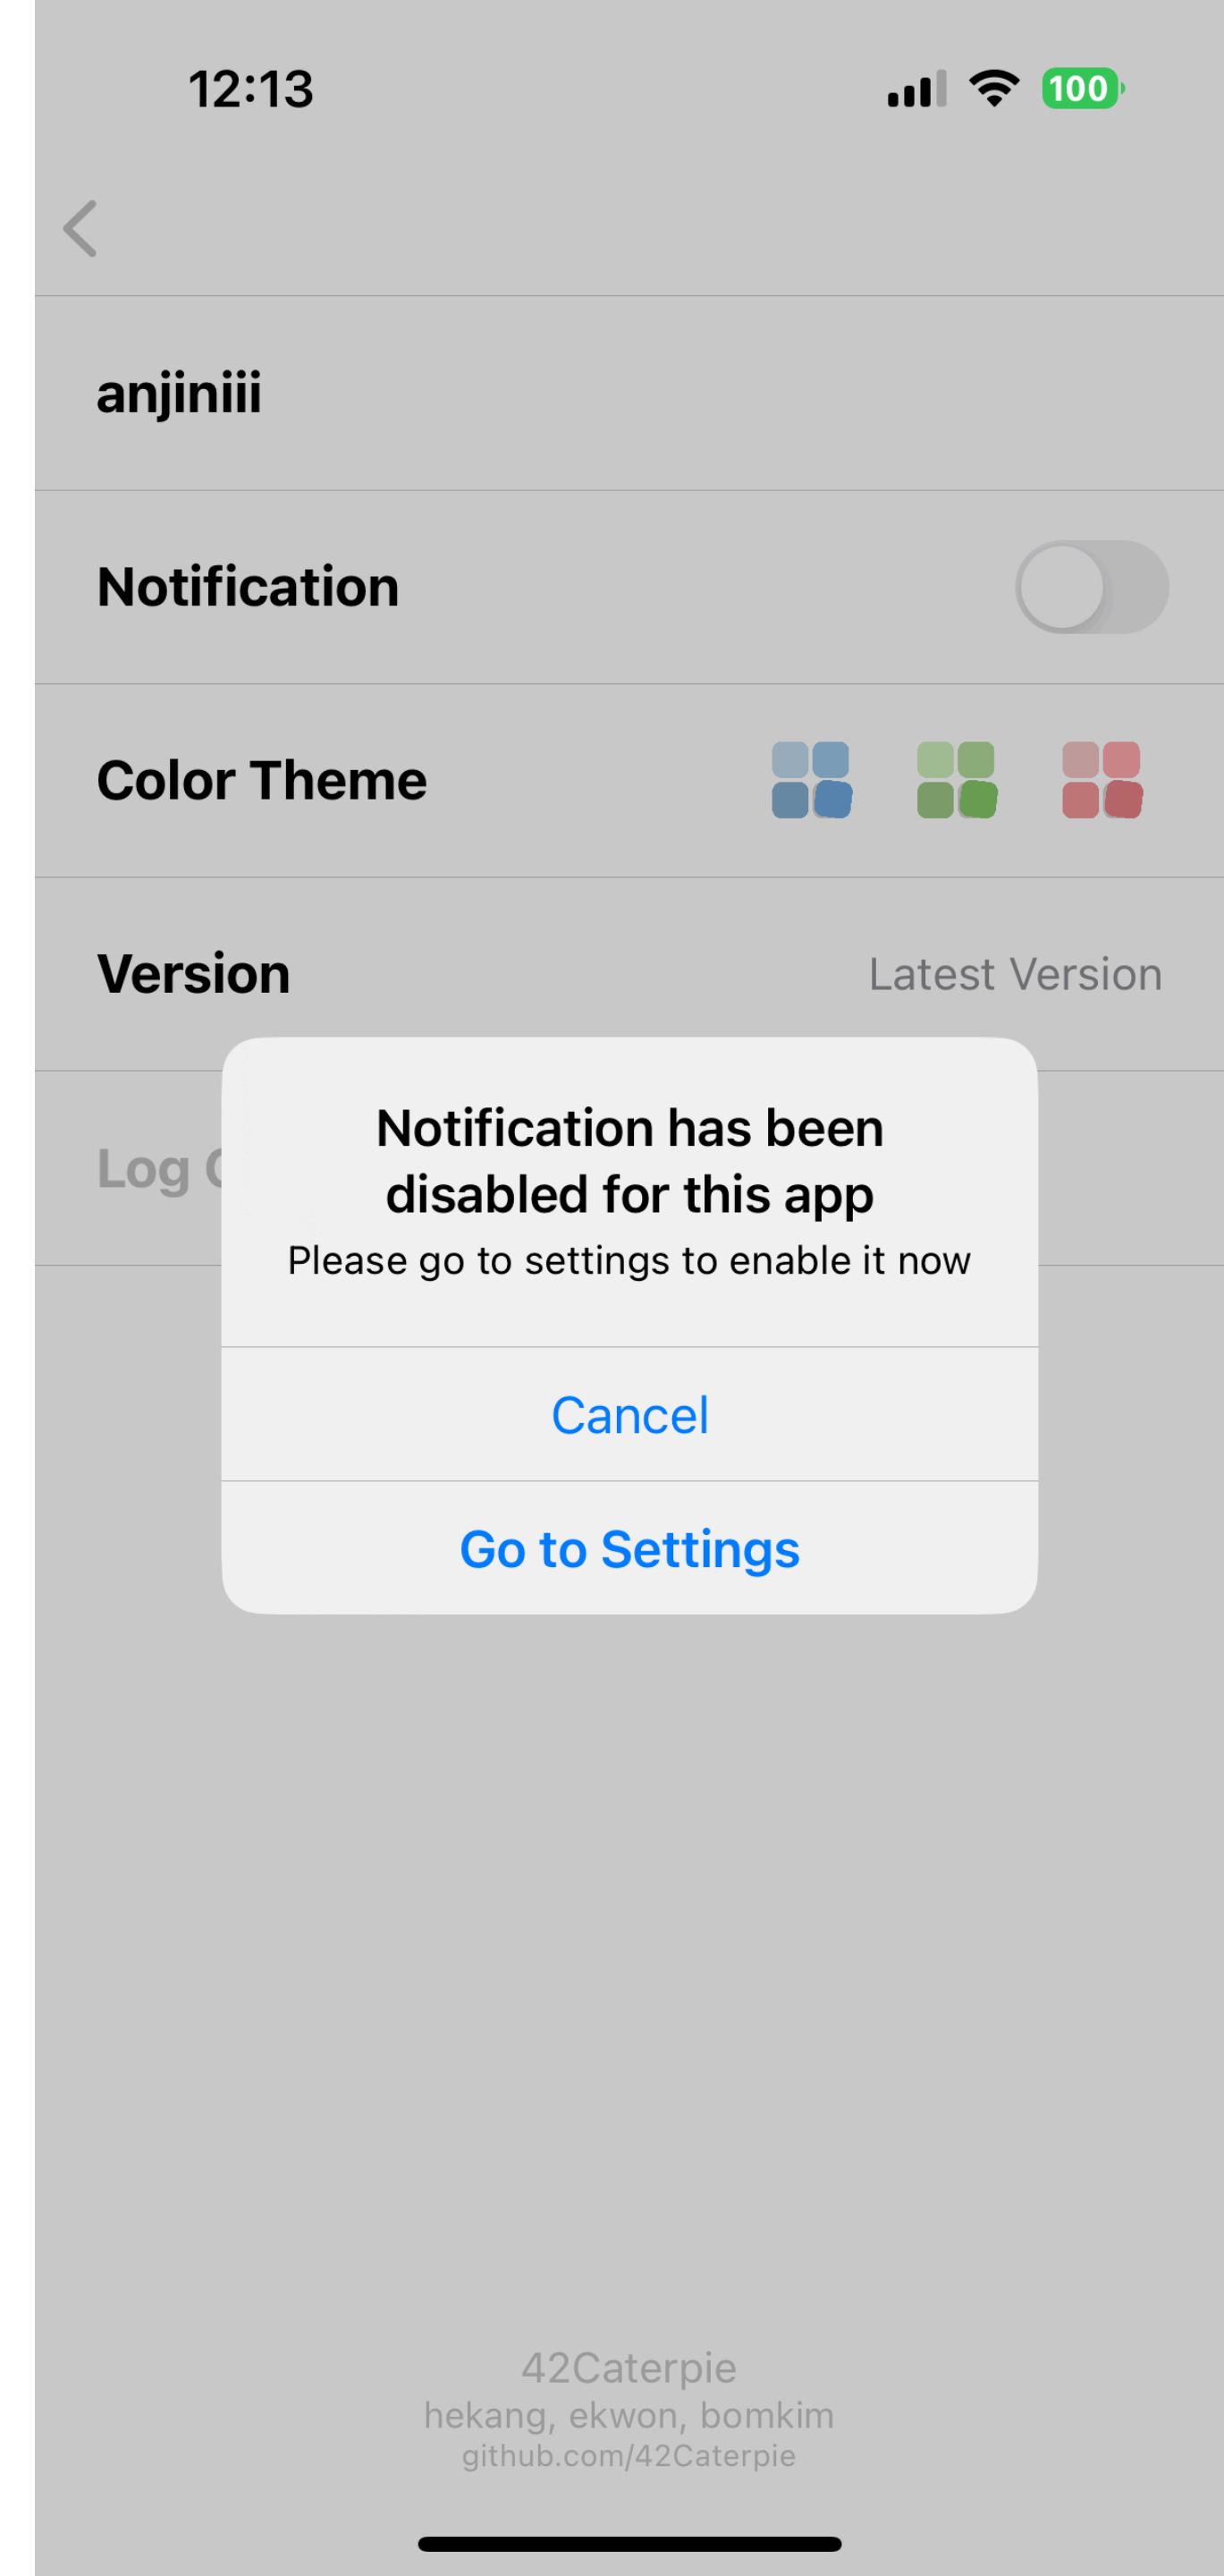 12:13
100
anjiniii
Notification
Color Theme
Version
Latest Version
Log
Notification has been
disabled for this app
Please go to settings to enable it now
Cancel
Go to Settings
42Caterpie
hekang, ekwon, bomkim
github.com/42Caterpie